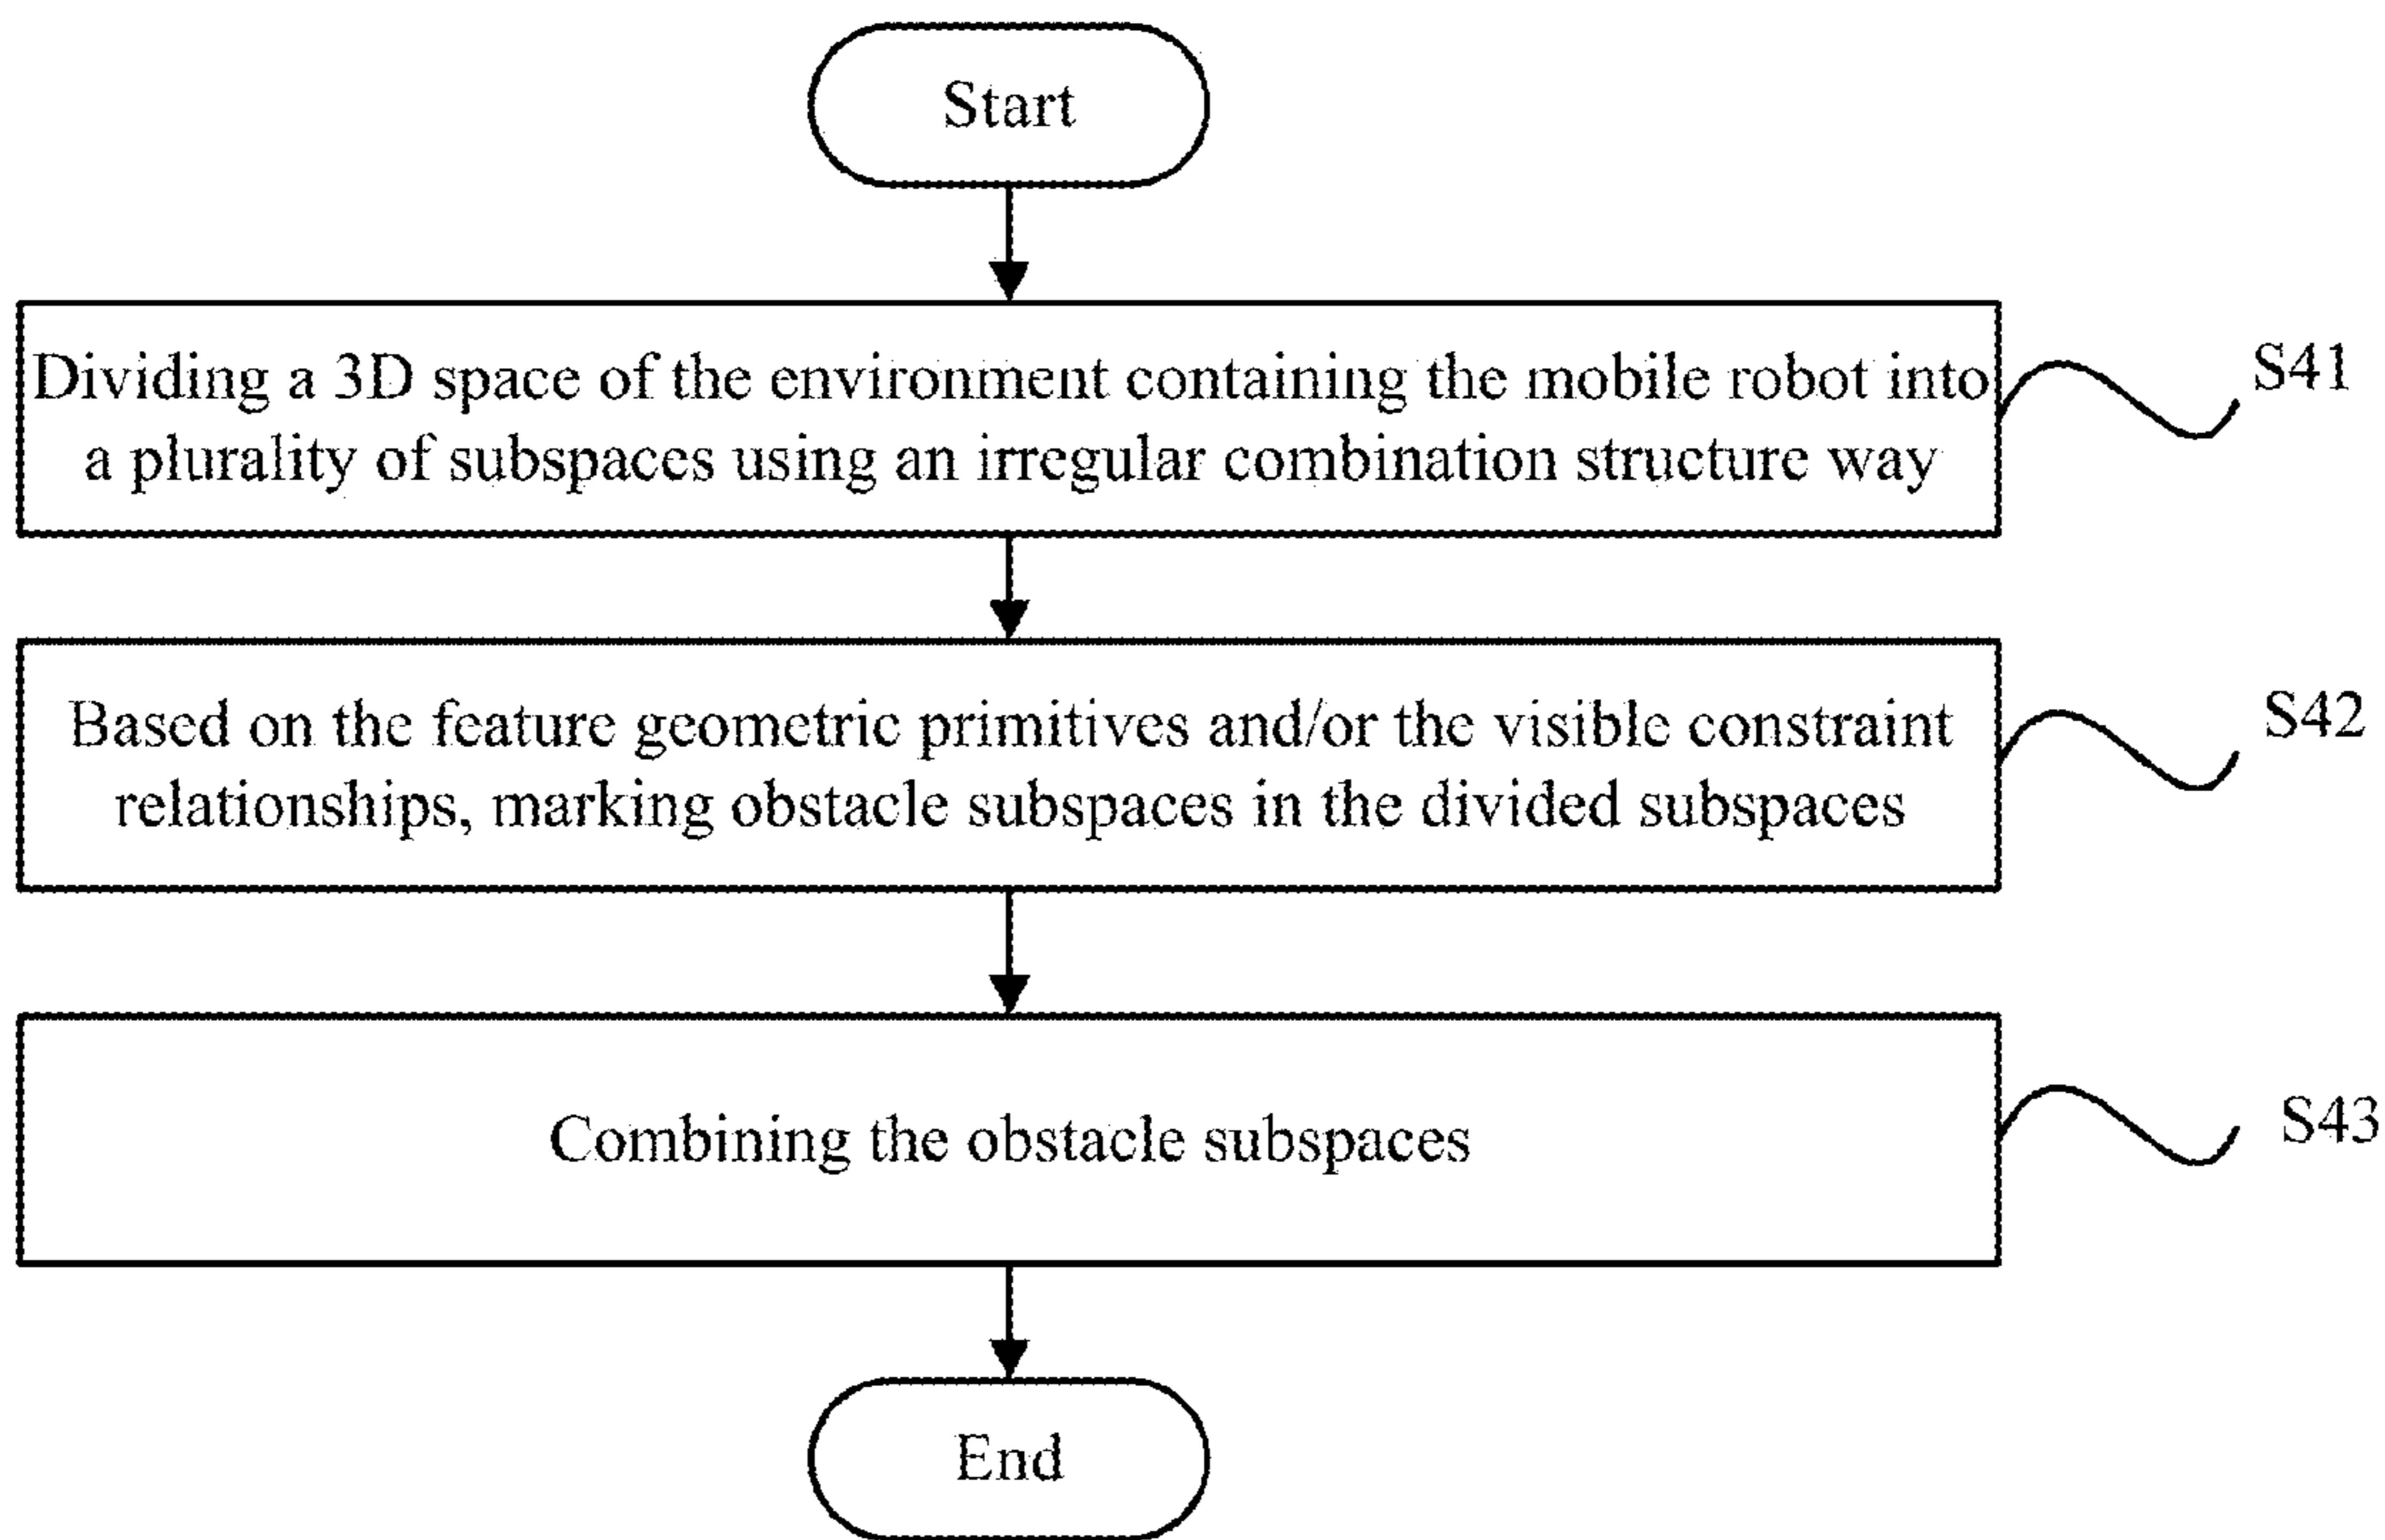 Start
Dividing a 3D space of the environment containing the mobile robot into
a plurality of subspaces using an irregular combination structure way
S41
Based on the feature geometric primitives and/or the visible constraint
relationships, marking obstacle subspaces in the divided subspaces
S42
Combining the obstacle subspaces
S43
End